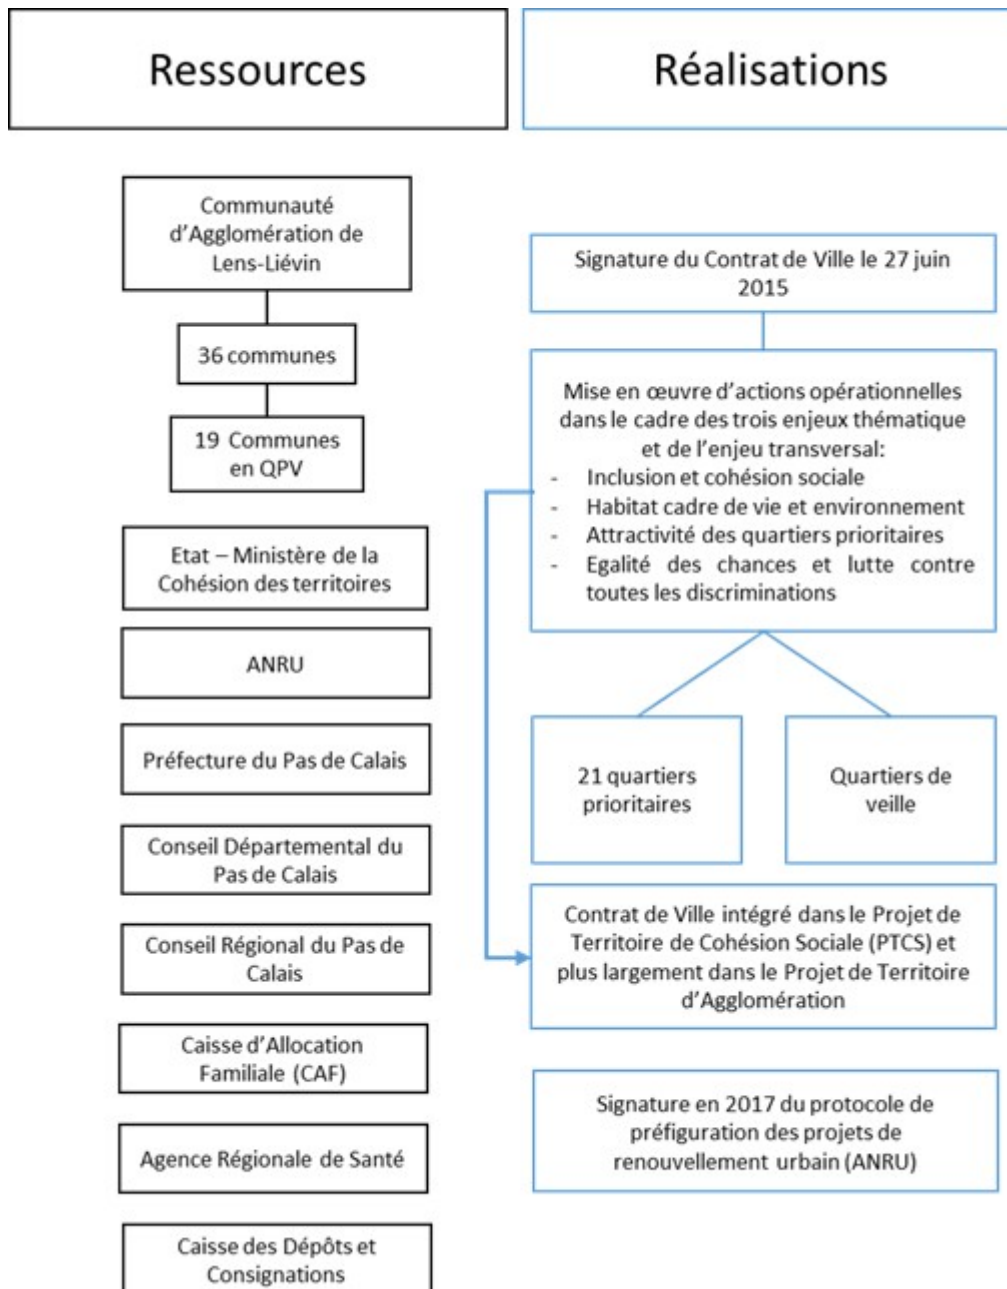 Ressources
Réalisations
Communauté
d'Agglomération de
Lens-Liévin
36 communes
19 Communes
en QPV
Etat – Ministère de la
Cohésion des territoires
ANRU
Préfecture du Pas de Calais
Conseil Départemental du
Pas de Calais
Conseil Régional du Pas de
Calais
Caisse d'Allocation
Familiale (CAF)
Agence Régionale de Santé
Caisse des Dépôts et
Consignations
Signature du Contrat de Ville le 27 juin
2015
Mise en œuvre d'actions opérationnelles
dans le cadre des trois enjeux thématique
et de l'enjeu transversal:
- Inclusion et cohésion sociale
- Habitat cadre de vie et environnement
- Attractivité des quartiers prioritaires
- Egalité des chances et lutte contre
toutes les discriminations
21 quartiers
prioritaires
Quartiers de
veille
Contrat de Ville intégré dans le Projet de
Territoire de Cohésion Sociale (PTCS) et
plus largement dans le Projet de Territoire
d'Agglomération
Signature en 2017 du protocole de
préfiguration des projets de
renouvellement urbain (ANRU)